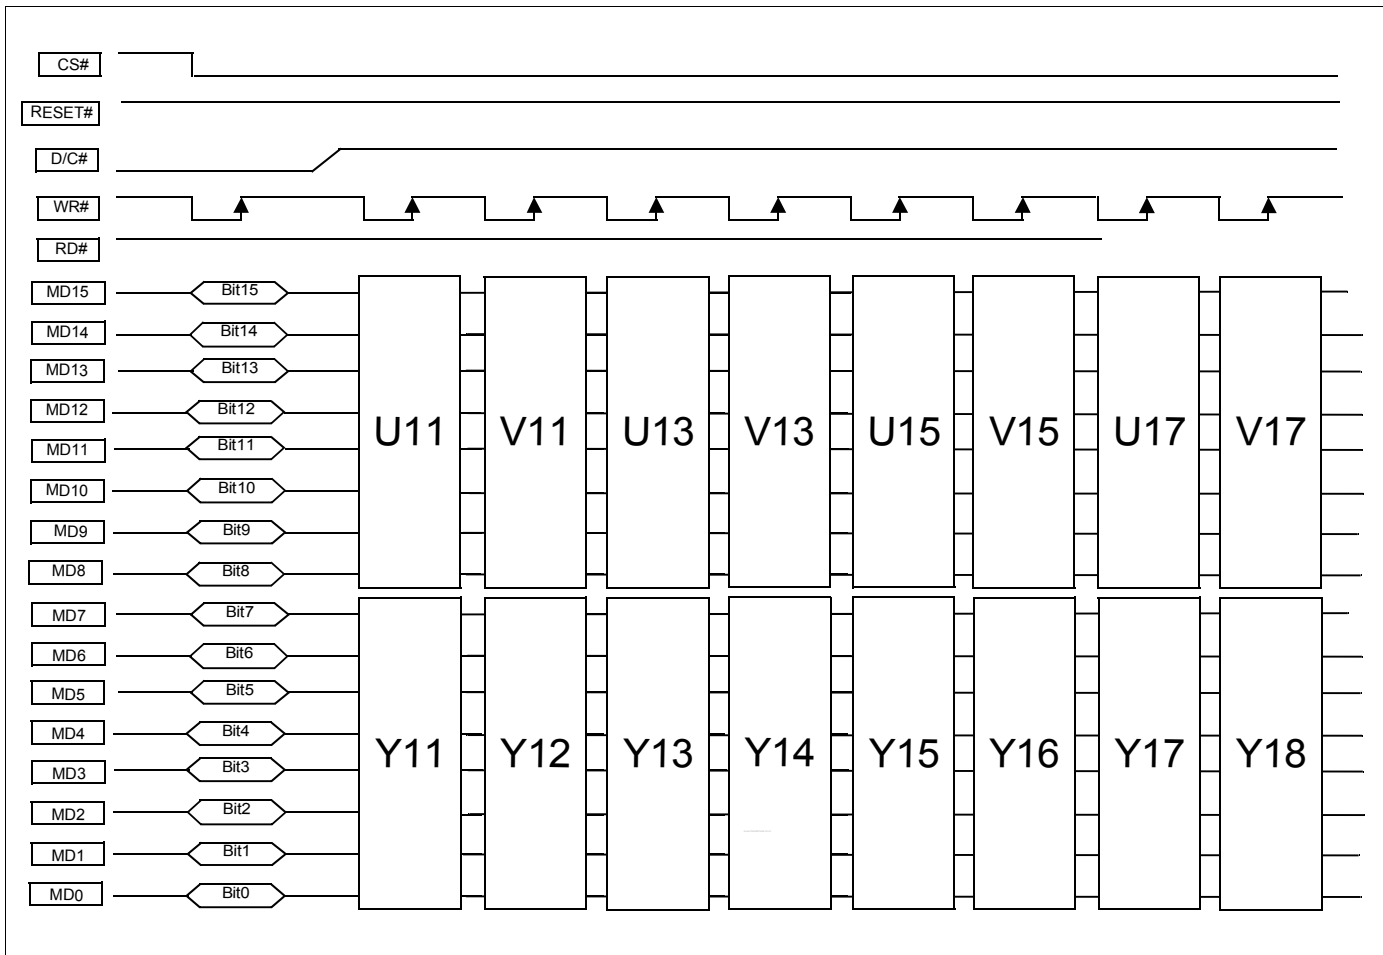 CS#
RESET#
D/C#
WR#
RD#
MD15 Bit15
MD14 Bit14
MD13 Bit13
MD12 Bit12
MD11 Bit11
U11 V11 U13 V13 U15 V15 U17 V17
MD10 Bit10
MD9 Bit9
MD8 Bit8
MD7 Bit7
MD6 Bit6
MD5 Bit5
MD4 Bit4
Y11 Y12 Y13 Y14 Y15 Y16 Y17 Y18
MD3 Bit3
MD2 Bit2
MD1 Bit1
MD0 Bit0